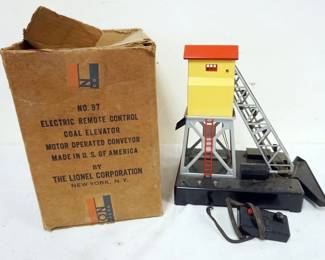 N
NO. 97
ELECTRIC REMOTE CONTROL
COAL ELEVATOR
MOTOR OPERATED CONVEYOR
MADE IN U. S. OF AMERICA
BY
THE LIONEL CORPORATION
NEW YORK, N. Y.